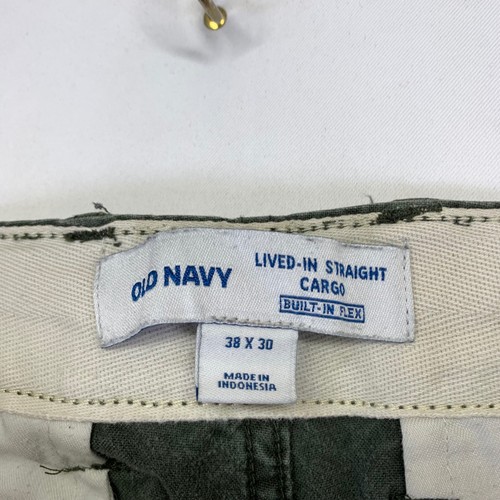 OLD NAVY
LIVED-IN STRAIGHT
CARGO
BUILT-IN FLEX
38 X 30
MADE IN
INDONESIA